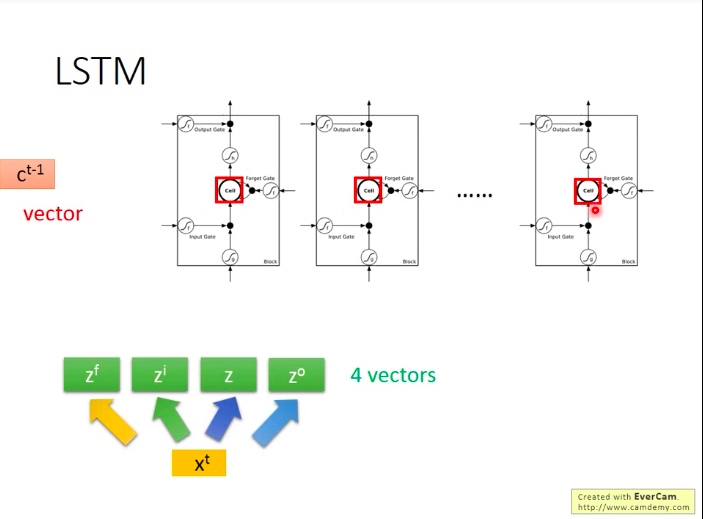 LSTM
Output Gate
Output Gate
Output Gate
c^t-1
Forget Gate
Forget Gate
Forget Gate
Cell
Cell
......
Cell
vector
Input Gate
Input Gate
Input Gate
Block
Block
Block
z^f z^i z z^o 4 vectors
x^t
Created with EverCam.
http://www.camdemy.com